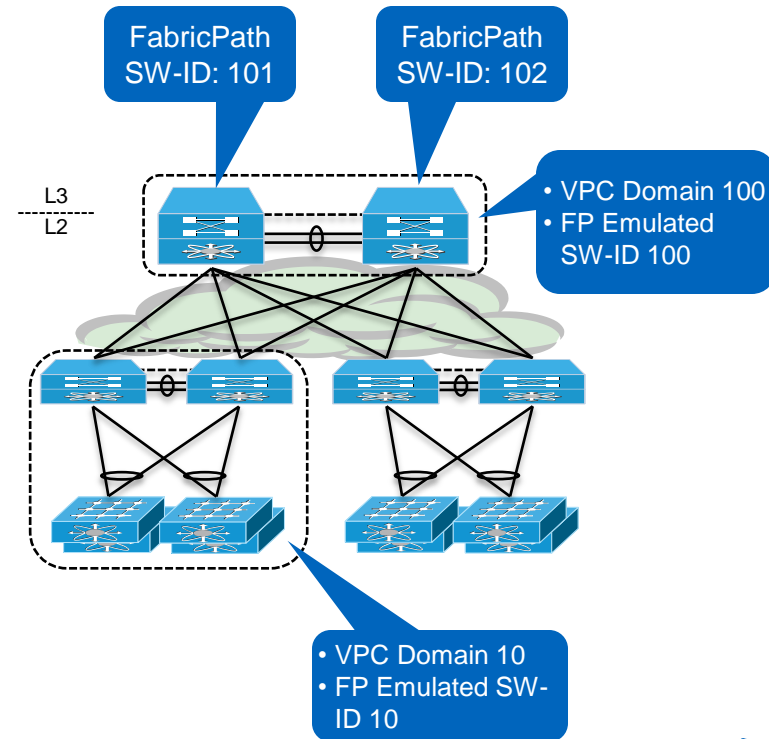 FabricPath
SW-ID: 101
FabricPath
SW-ID: 102
L3
L2
• VPC Domain 100
• FP Emulated
SW-ID 100
• VPC Domain 10
• FP Emulated SW-
ID 10